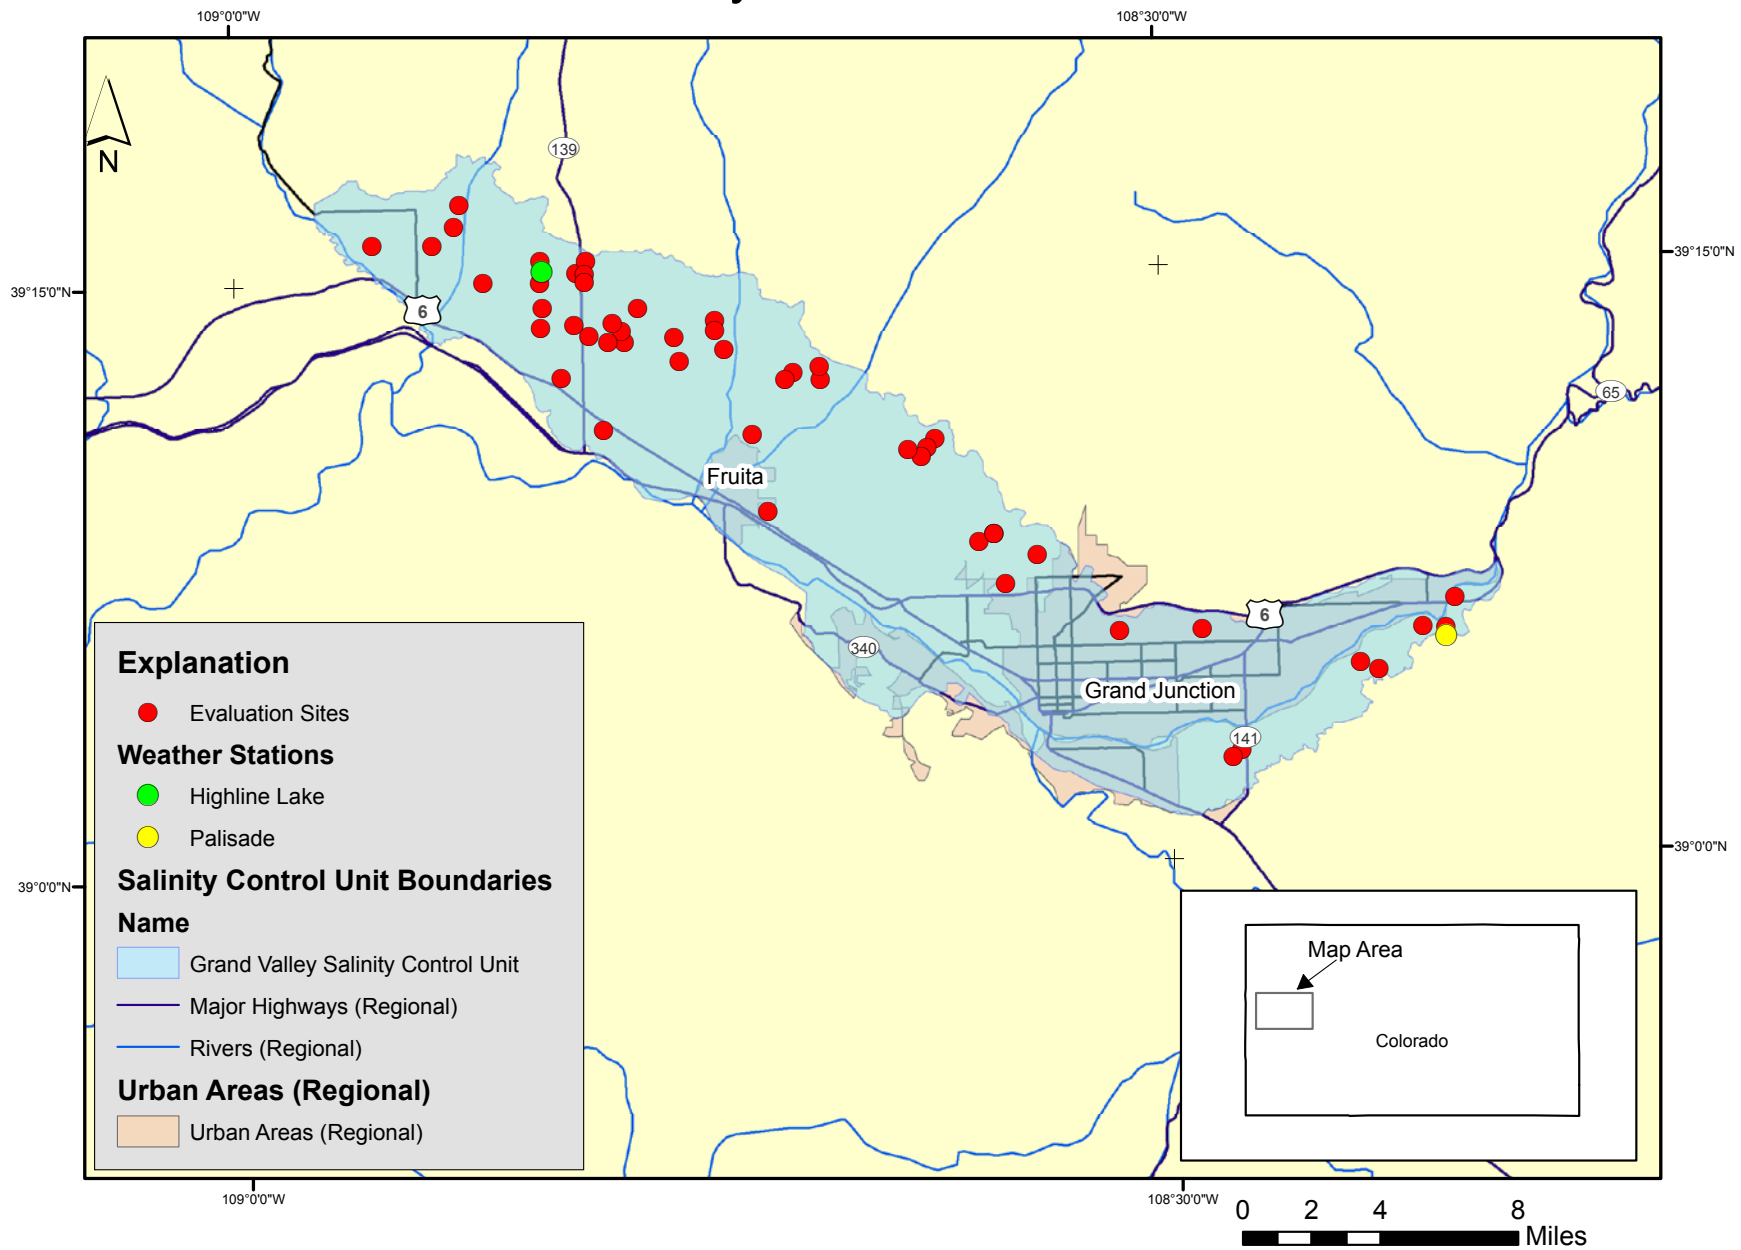 109°0'0"W
108°30'0"W
N
139
39°15'0"N
39°15'0"N
6
65
Fruita
6
340
Grand Junction
141
Explanation
Evaluation Sites
Weather Stations
Highline Lake
Palisade
39°0'0"N
39°0'0"N
Salinity Control Unit Boundaries
Name
Grand Valley Salinity Control Unit
Major Highways (Regional)
Rivers (Regional)
Urban Areas (Regional)
Urban Areas (Regional)
Map Area
Colorado
109°0'0"W
108°30'0"W
0 2 4 8
Miles